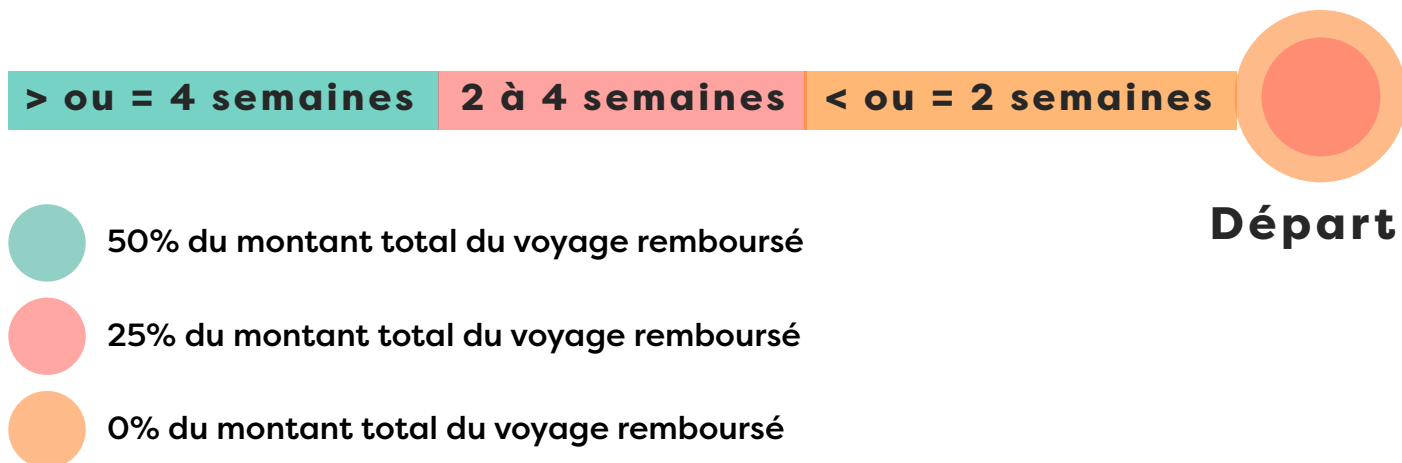 > ou = 4 semaines 2 à 4 semaines < ou = 2 semaines
Départ
50% du montant total du voyage remboursé
25% du montant total du voyage remboursé
0% du montant total du voyage remboursé